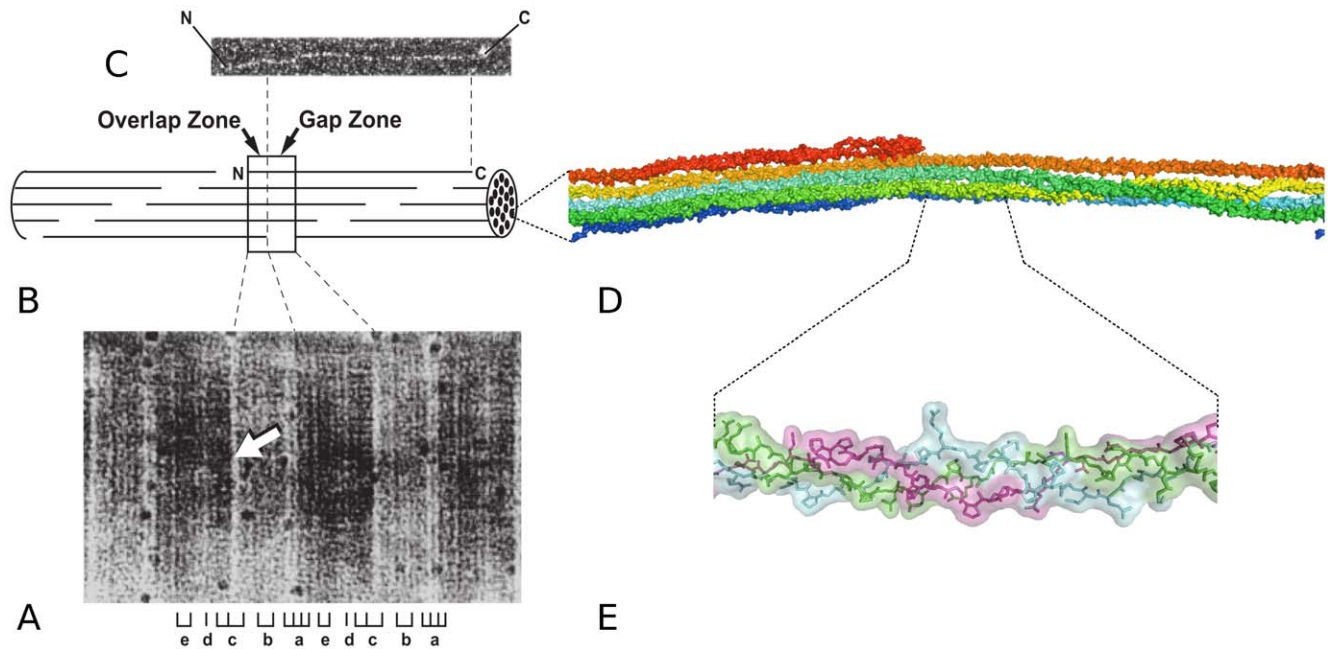 N C
C
Overlap Zone Gap Zone
N C
B D
A E
e d c b a e d c b a